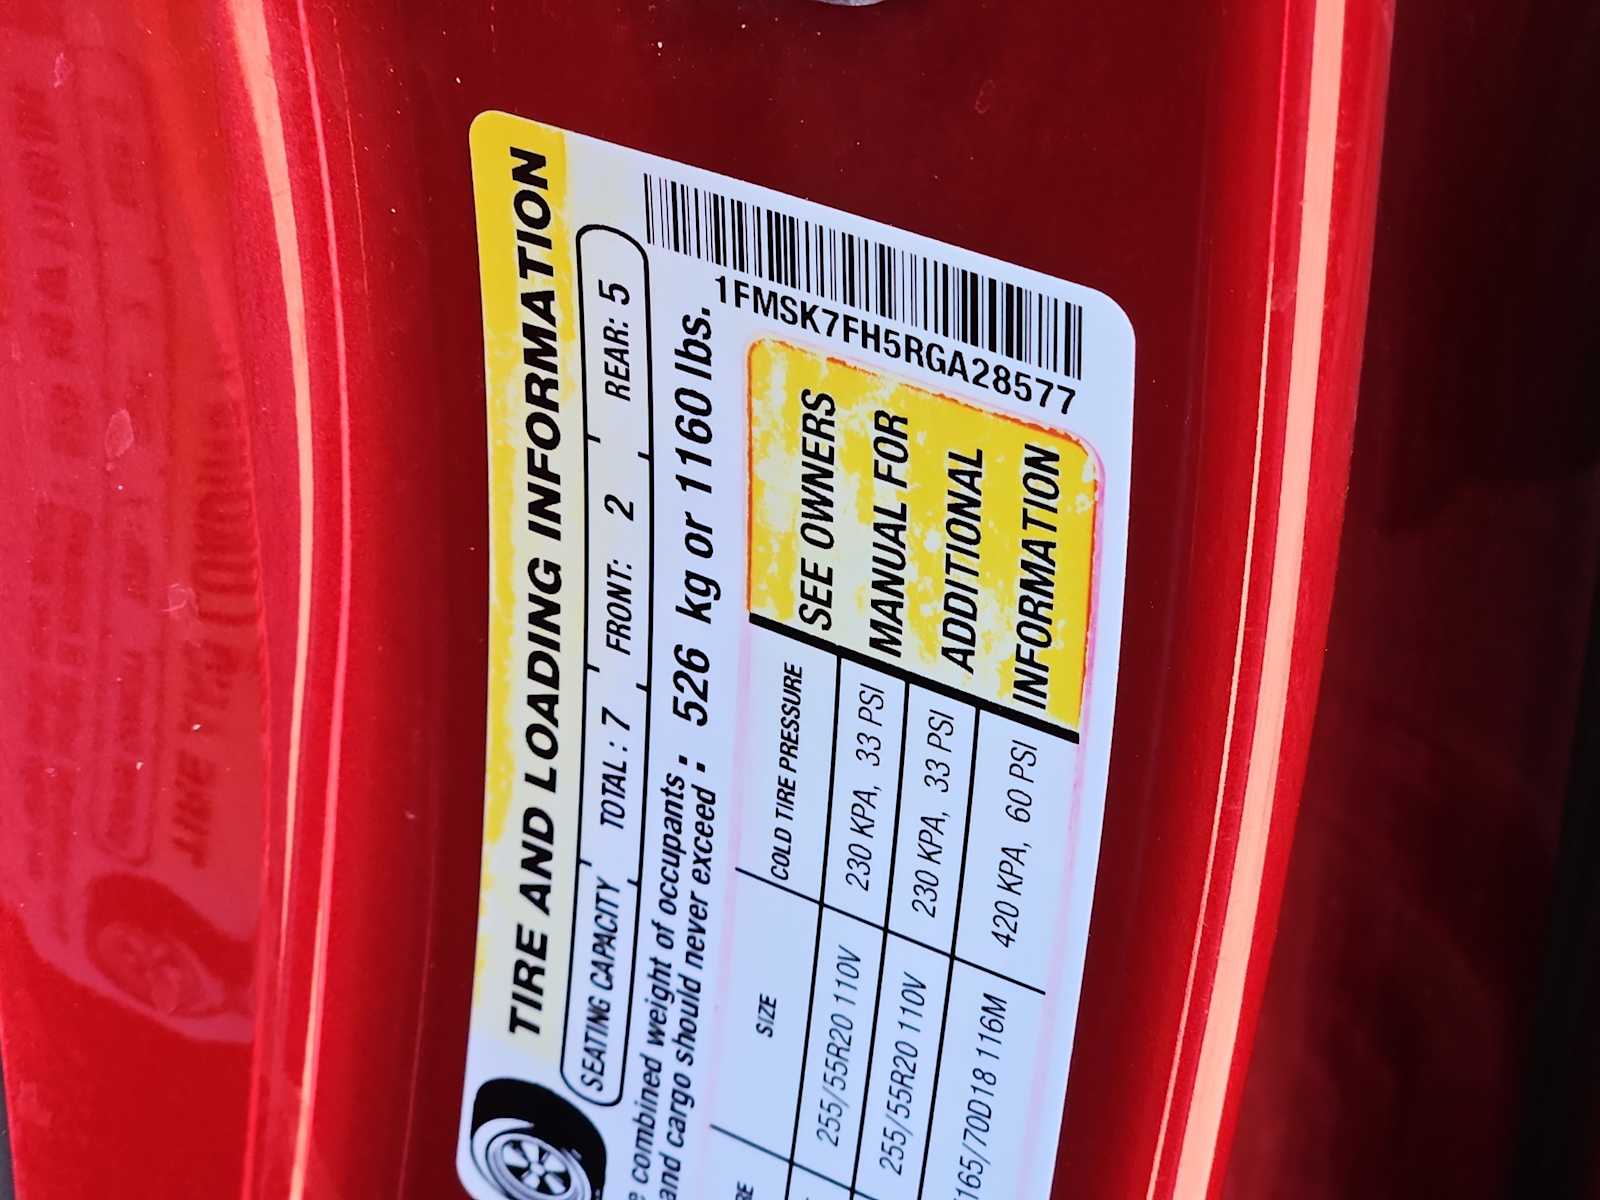 TIRE AND LOADING INFORMATION
SEATING CAPACITY TOTAL : 7 FRONT: 2 REAR: 5
combined weight of occupants :
and cargo should never exceed : 526 kg or 1160 lbs.
1FMSK7FH5RGA28577
SIZE COLD TIRE PRESSURE
255/55R20 110V 230 KPA, 33 PSI
255/55R20 110V 230 KPA, 33 PSI
165/70D18 116M 420 KPA, 60 PSI
SEE OWNERS
MANUAL FOR
ADDITIONAL
INFORMATION